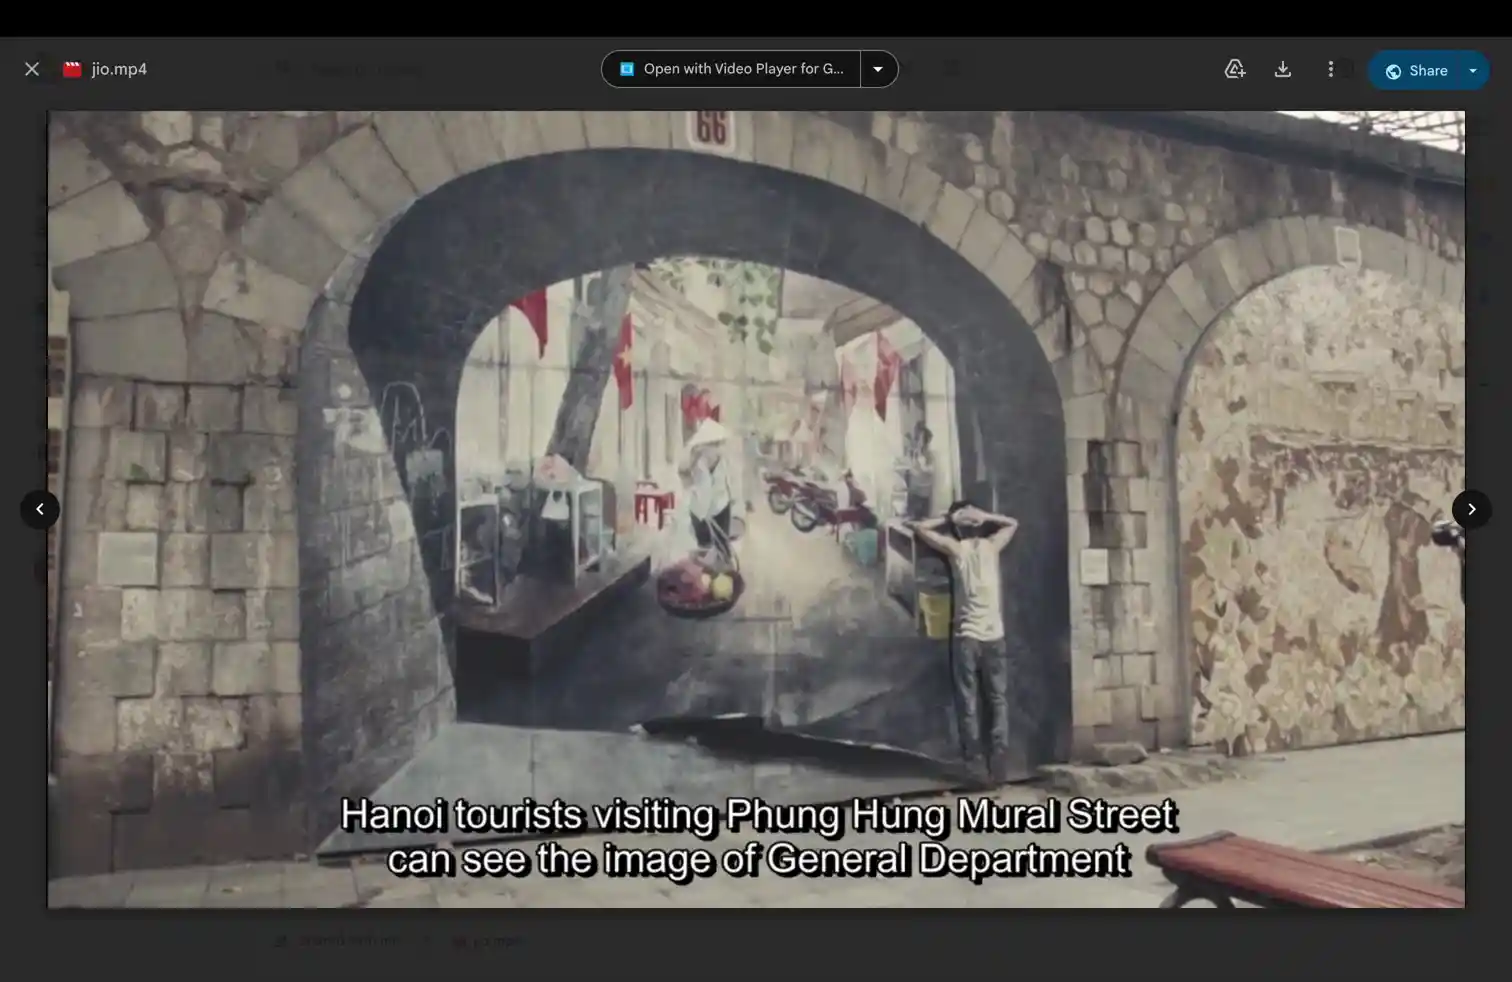 jio.mp4
Open with Video Player for G...
Share
66
Hanoi tourists visiting Phung Hung Mural Street
can see the image of General Department